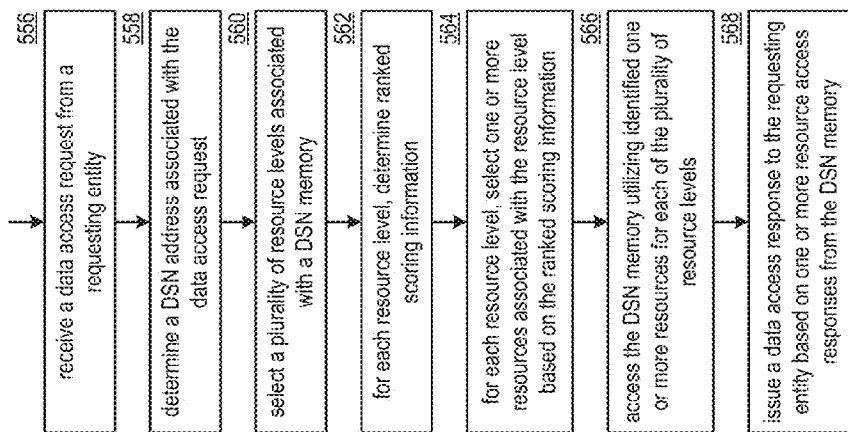 556
receive a data access request from a
requesting entity
558
determine a DSN address associated with the
data access request
560
select a plurality of resource levels associated
with a DSN memory
562
for each resource level, determine ranked
scoring information
564
for each resource level, select one or more
resources associated with the resource level
based on the ranked scoring information
566
access the DSN memory utilizing identified one
or more resources for each of the plurality of
resource levels
568
issue a data access response to the requesting
entity based on one or more resource access
responses from the DSN memory